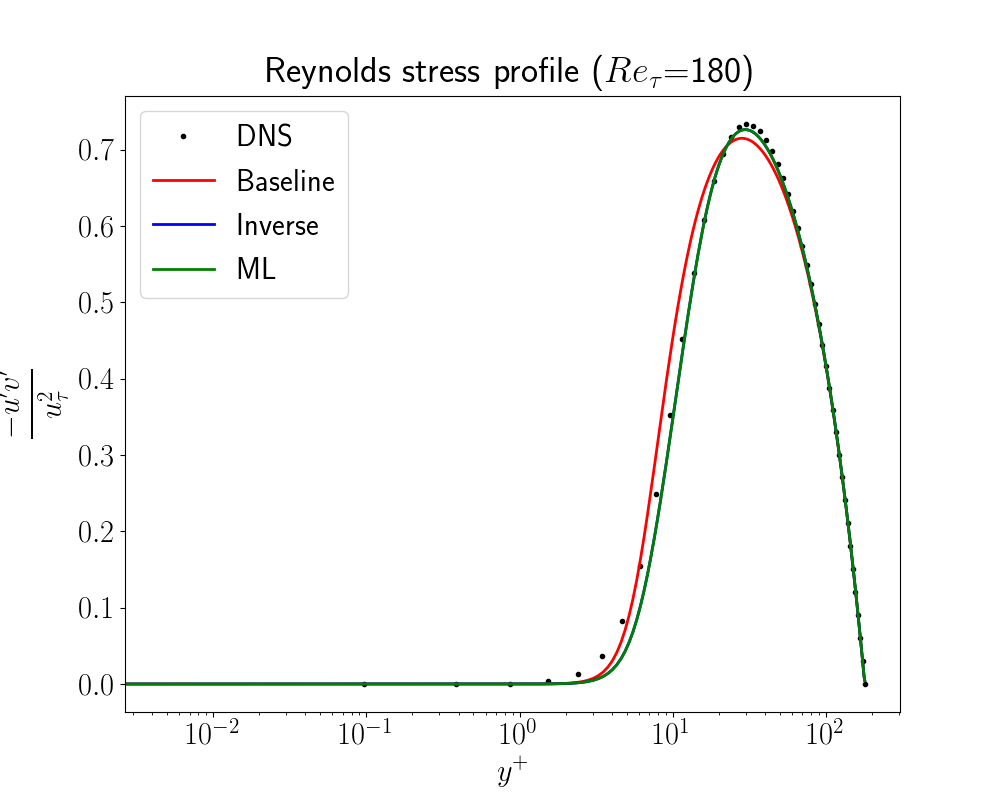 Reynolds stress profile ($Re_\tau$=180)
DNS
Baseline
Inverse
ML
$\frac{-u'v'}{u_\tau^2}$
0.7
0.6
0.5
0.4
0.3
0.2
0.1
0.0
$10^{-2}$ $10^{-1}$ $10^{0}$ $10^{1}$ $10^{2}$
$y^+$